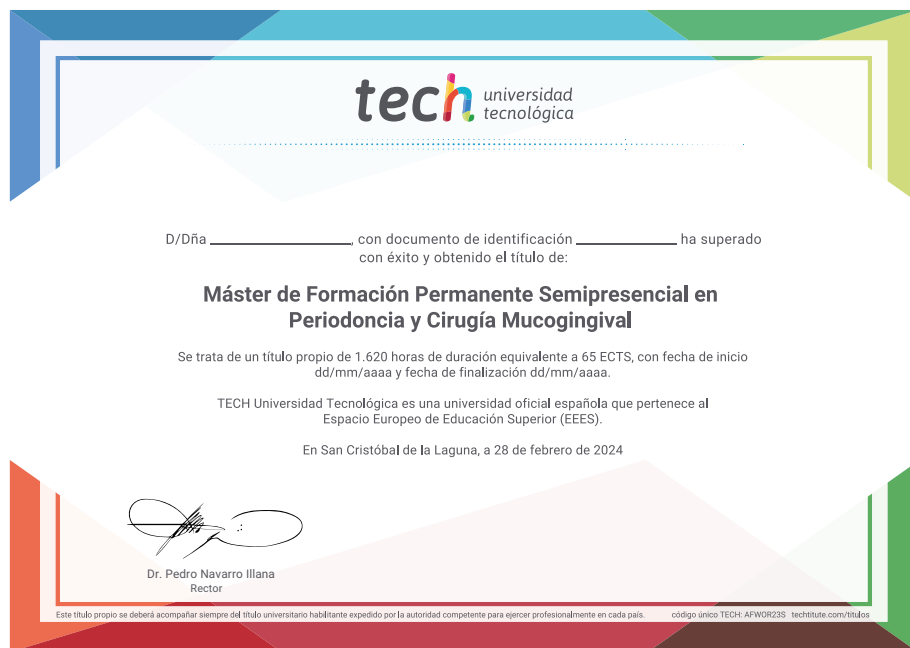 tech universidad
tecnológica
D/Dña ________________, con documento de identificación ____________ ha superado
con éxito y obtenido el título de:
Máster de Formación Permanente Semipresencial en
Periodoncia y Cirugía Mucogingival
Se trata de un título propio de 1.620 horas de duración equivalente a 65 ECTS, con fecha de inicio
dd/mm/aaaa y fecha de finalización dd/mm/aaaa.
TECH Universidad Tecnológica es una universidad oficial española que pertenece al
Espacio Europeo de Educación Superior (EEES).
En San Cristóbal de la Laguna, a 28 de febrero de 2024
Dr. Pedro Navarro Illana
Rector
Este título propio se deberá acompañar siempre del título universitario habilitante expedido por la autoridad competente para ejercer profesionalmente en cada país. código único TECH: AFWOR23S techtitute.com/titulos